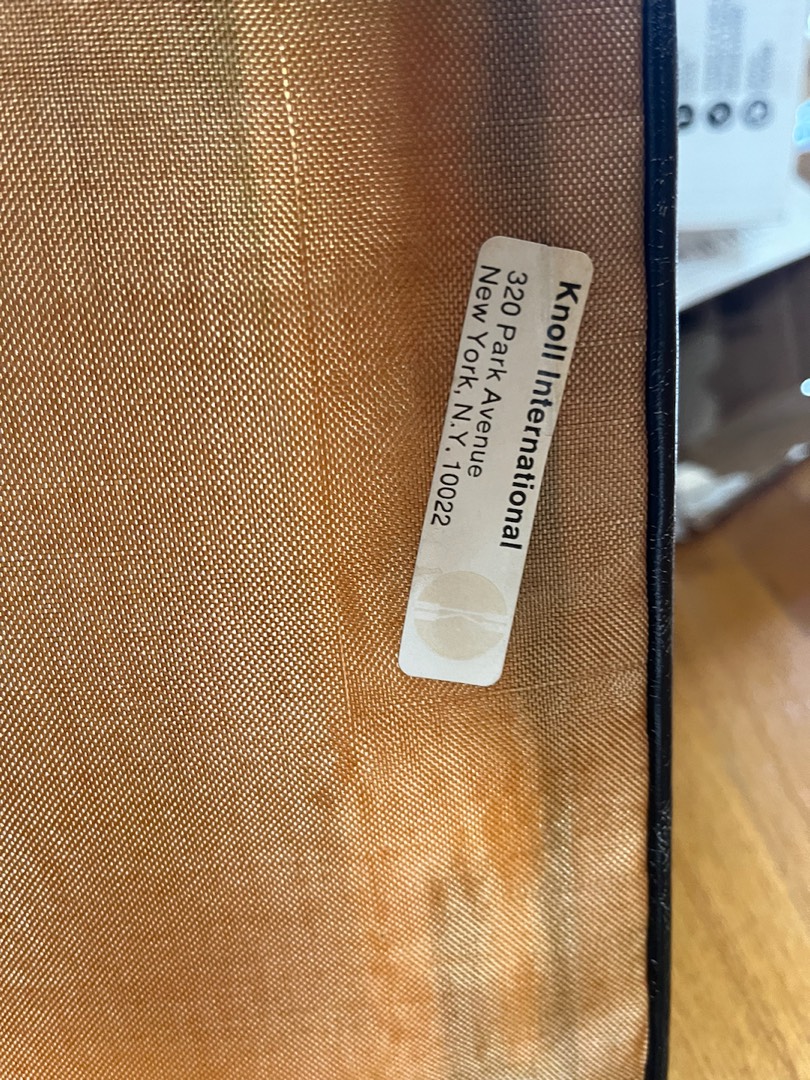 Knoll International
320 Park Avenue
New York, N.Y. 10022